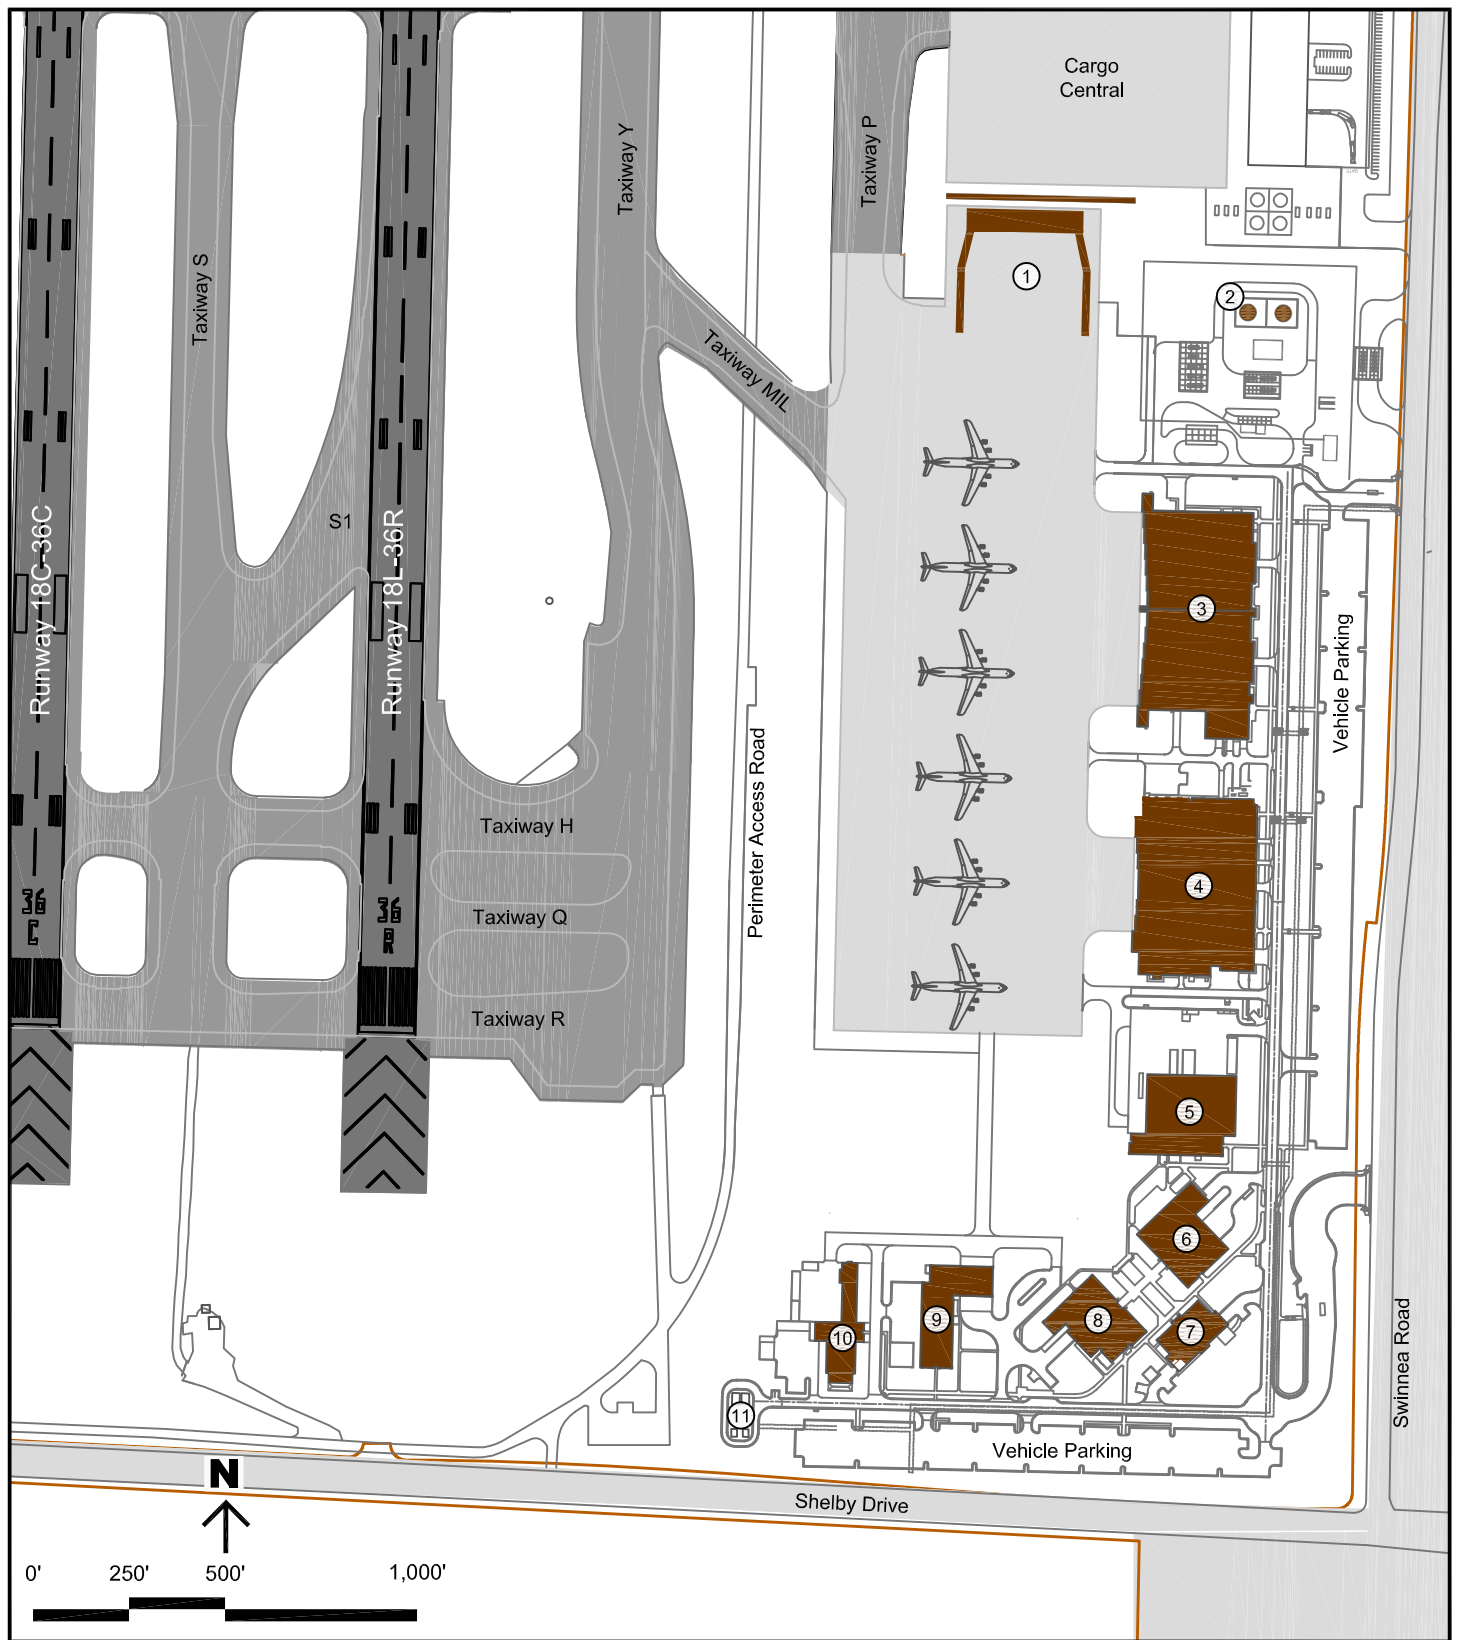 Cargo
Central
Taxiway Y
Taxiway P
Taxiway S
1
2
Taxiway MIL
S1
Runway 18C-36C
Runway 18L-36R
3
Vehicle Parking
Perimeter Access Road
Taxiway H
4
Taxiway Q
36
L
36
R
Taxiway R
5
6
7
8
9
10
11
Swinnea Road
Vehicle Parking
Shelby Drive
N
0' 250' 500' 1,000'